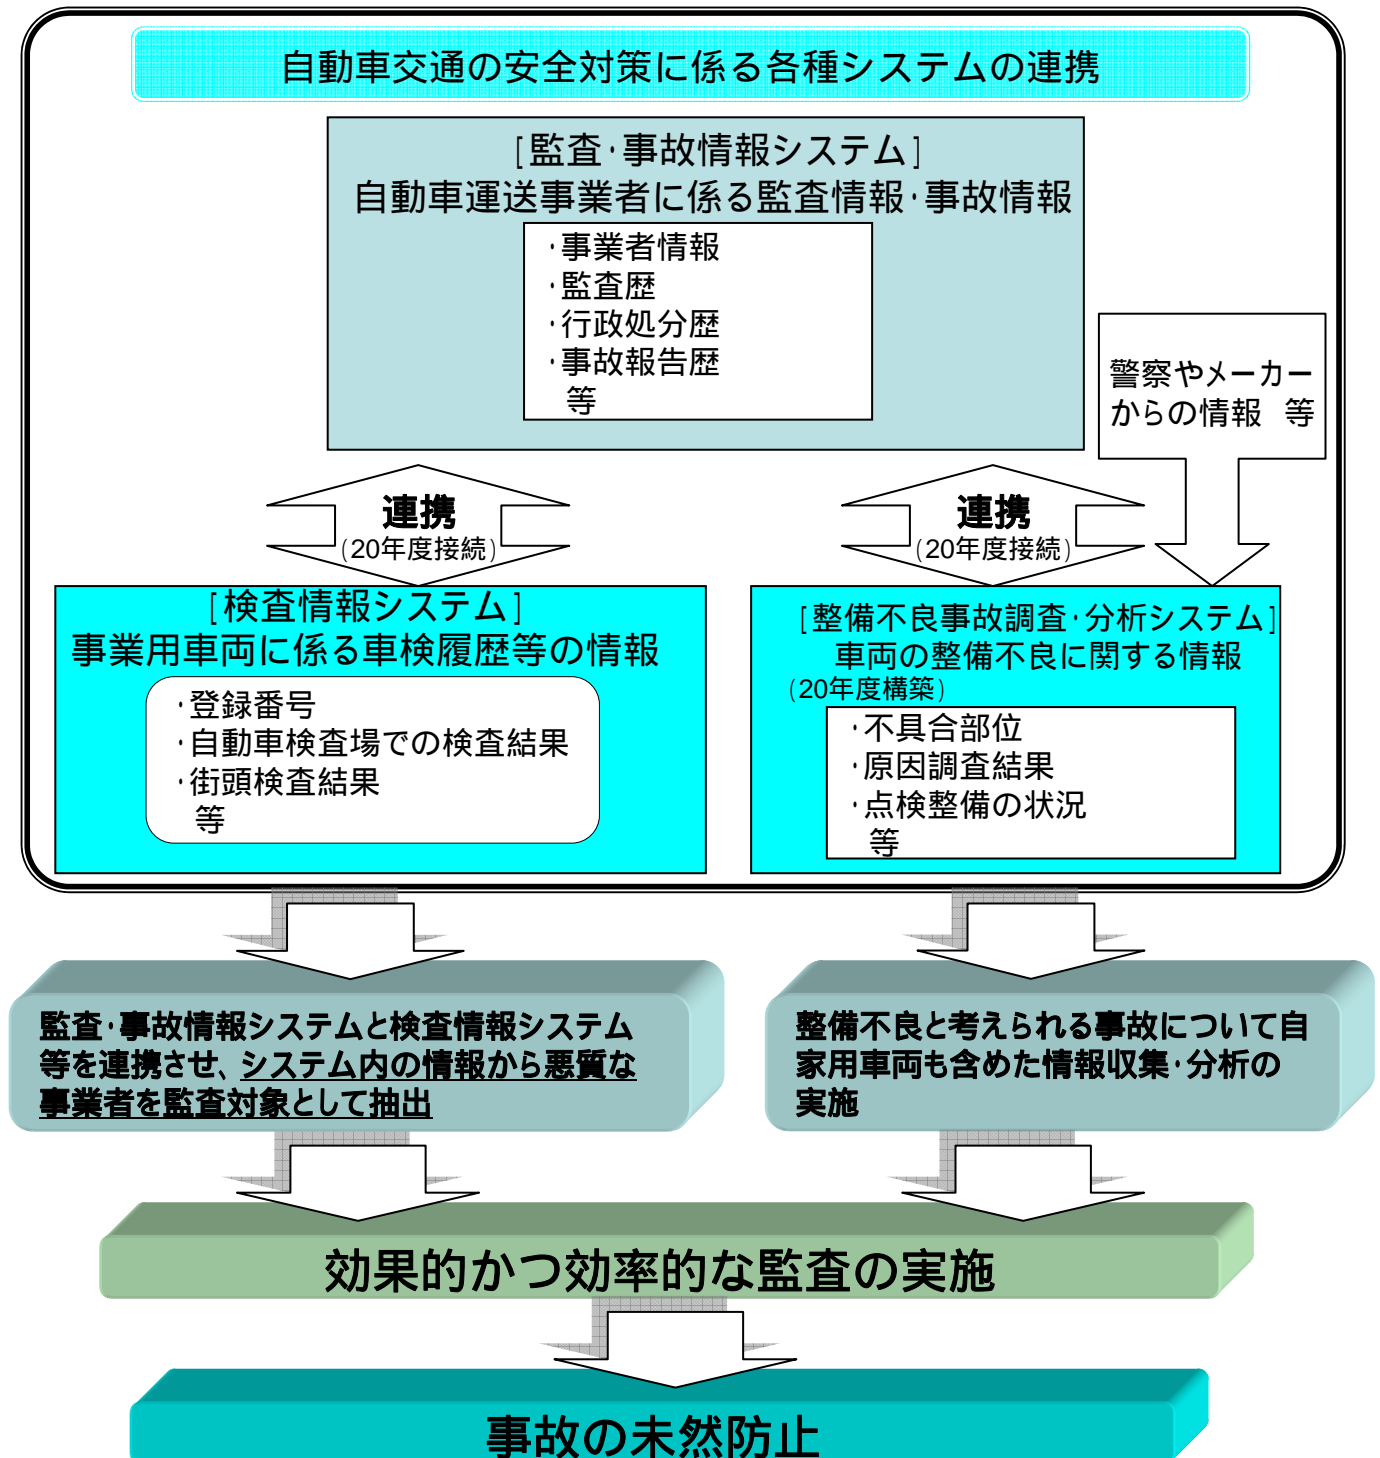 自動車交通の安全対策に係る各種システムの連携
[監査・事故情報システム]
自動車運送事業者に係る監査情報・事故情報
・事業者情報
・監査歴
・行政処分歴
・事故報告歴
等
警察やメーカー
からの情報　等
連携
(20年度接続)
連携
(20年度接続)
[検査情報システム]
事業用車両に係る車検履歴等の情報
・登録番号
・自動車検査場での検査結果
・街頭検査結果
等
[整備不良事故調査・分析システム]
車両の整備不良に関する情報
(20年度構築)
・不具合部位
・原因調査結果
・点検整備の状況
等
監査・事故情報システムと検査情報システム
等を連携させ、システム内の情報から悪質な
事業者を監査対象として抽出
整備不良と考えられる事故について自
家用車両も含めた情報収集・分析の
実施
効果的かつ効率的な監査の実施
事故の未然防止